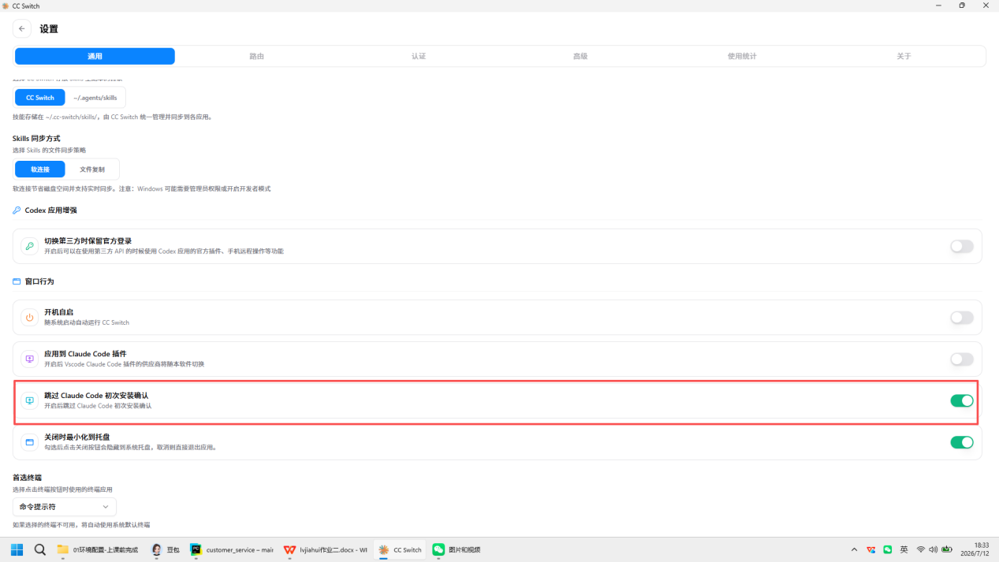 CC Switch
设置
通用
路由
认证
高级
使用统计
关于
CC Switch
~/.agents/skills
技能存储在 ~/.cc-switch/skills/，由 CC Switch 统一管理并同步到各应用。
Skills 同步方式
选择 Skills 的文件同步策略
软连接
文件复制
软连接节省磁盘空间并支持实时同步。注意：Windows 可能需要管理员权限或开启开发者模式
Codex 应用增强
切换第三方时保留官方登录
开启后可以在使用第三方 API 的时候使用 Codex 应用的官方插件、手机远程操作等功能
窗口行为
开机自启
随系统启动自动运行 CC Switch
应用到 Claude Code 插件
开启后 Vscode Claude Code 插件的供应商将随本软件切换
跳过 Claude Code 初次安装确认
开启后跳过 Claude Code 初次安装确认
关闭时最小化到托盘
勾选后点击关闭按钮会隐藏到系统托盘，取消则直接退出应用。
首选终端
选择点击终端按钮时使用的终端应用
命令提示符
如果选择的终端不可用，将自动使用系统默认终端
01环境配置-上课前完成
豆包
customer_service – mair
lvjiahui作业二.docx - WI
CC Switch
图片和视频
英
18:33
2026/7/12